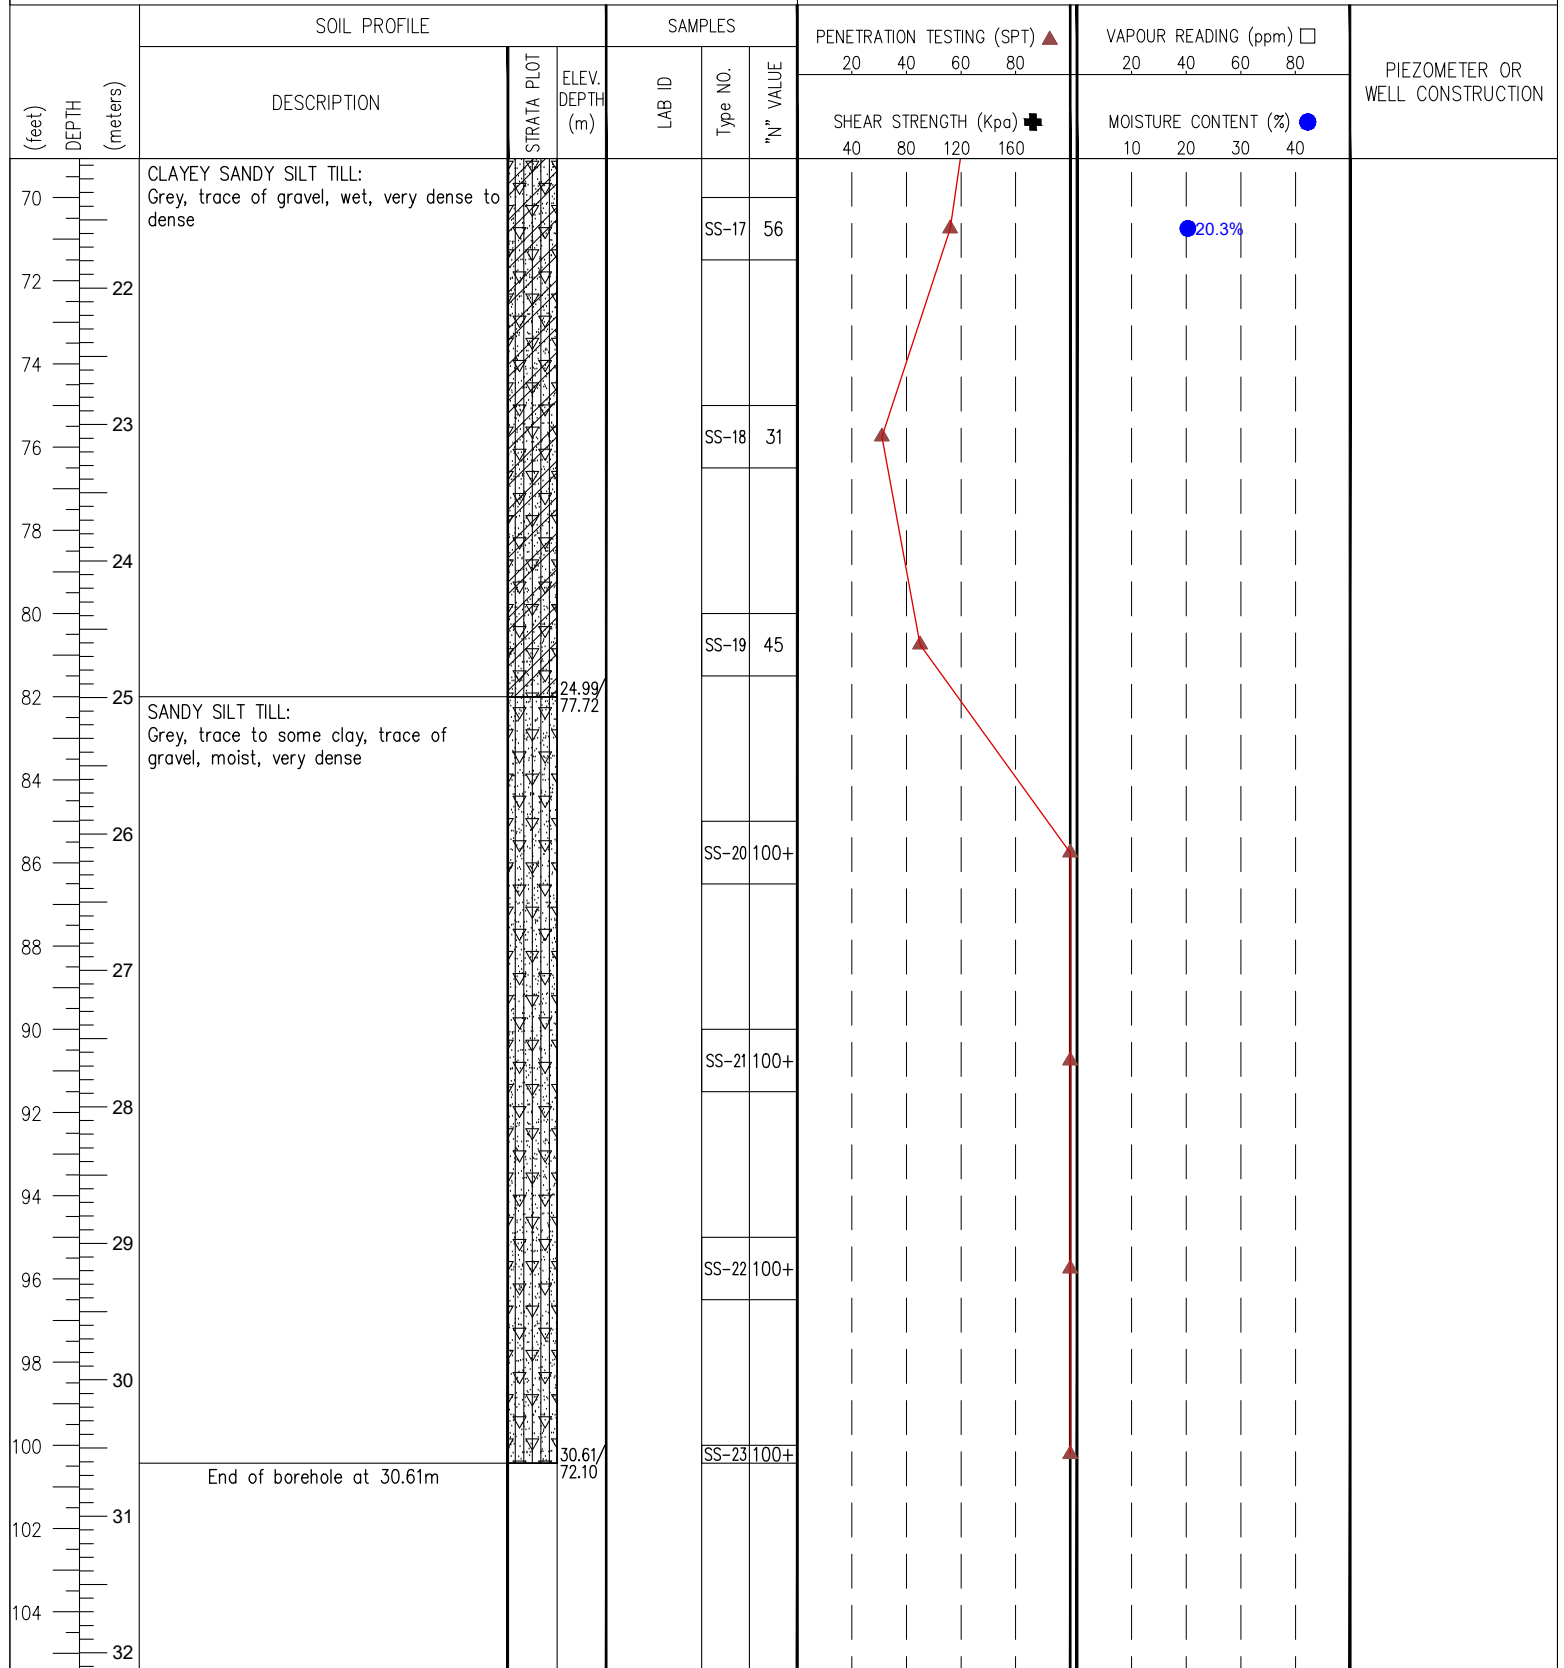 SOIL PROFILE
SAMPLES
PENETRATION TESTING (SPT)
20 40 60 80
SHEAR STRENGTH (Kpa)
40 80 120 160
VAPOUR READING (ppm)
20 40 60 80
MOISTURE CONTENT (%)
10 20 30 40
PIEZOMETER OR
WELL CONSTRUCTION
(feet)
DEPTH
(meters)
DESCRIPTION
STRATA PLOT
ELEV.
DEPTH
(m)
LAB ID
Type NO.
"N" VALUE
CLAYEY SANDY SILT TILL:
Grey, trace of gravel, wet, very dense to
dense
70
SS-17 56
20.3%
72
22
74
23
76
SS-18 31
78
24
80
SS-19 45
82
25
24.99/
77.72
SANDY SILT TILL:
Grey, trace to some clay, trace of
gravel, moist, very dense
84
26
86
SS-20 100+
88
27
90
SS-21 100+
92
28
94
29
96
SS-22 100+
98
30
100
SS-23 100+
30.61/
72.10
End of borehole at 30.61m
31
102
104
32